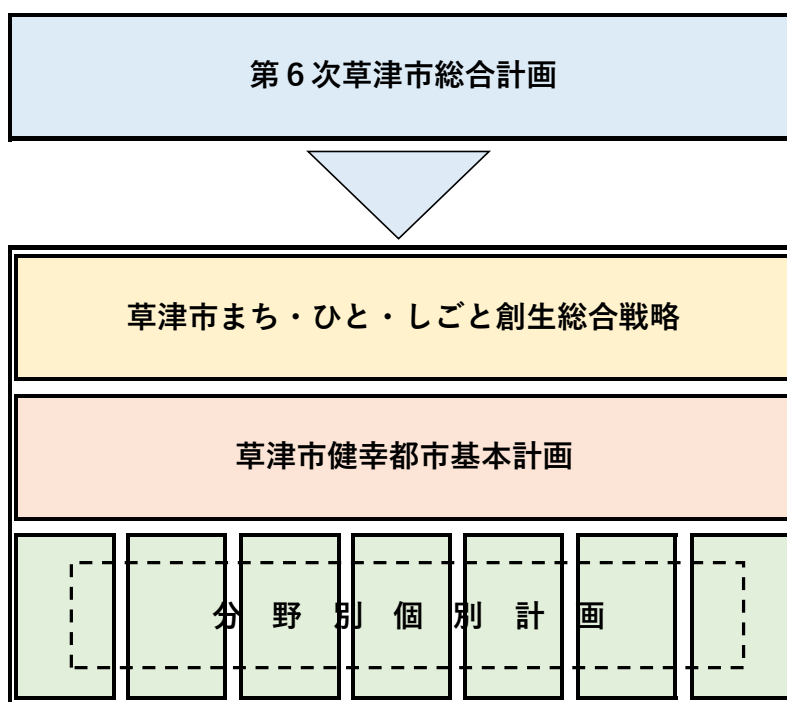 第６次草津市総合計画
草津市まち・ひと・しごと創生総合戦略
草津市健幸都市基本計画
分野別個別計画